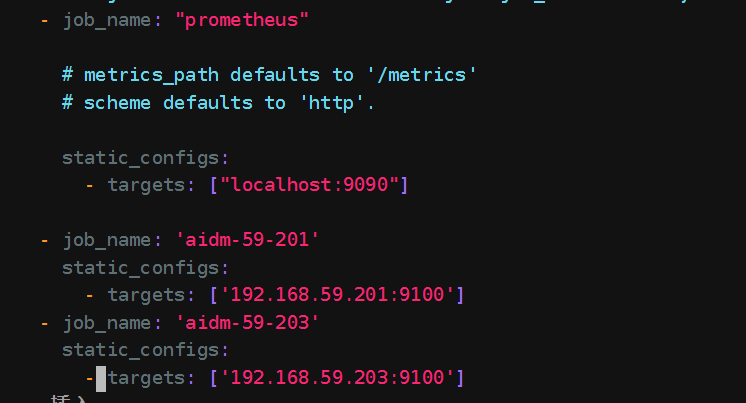 - job_name: "prometheus"
# metrics_path defaults to '/metrics'
# scheme defaults to 'http'.
static_configs:
- targets: ["localhost:9090"]
- job_name: 'aidm-59-201'
static_configs:
- targets: ['192.168.59.201:9100']
- job_name: 'aidm-59-203'
static_configs:
- targets: ['192.168.59.203:9100']